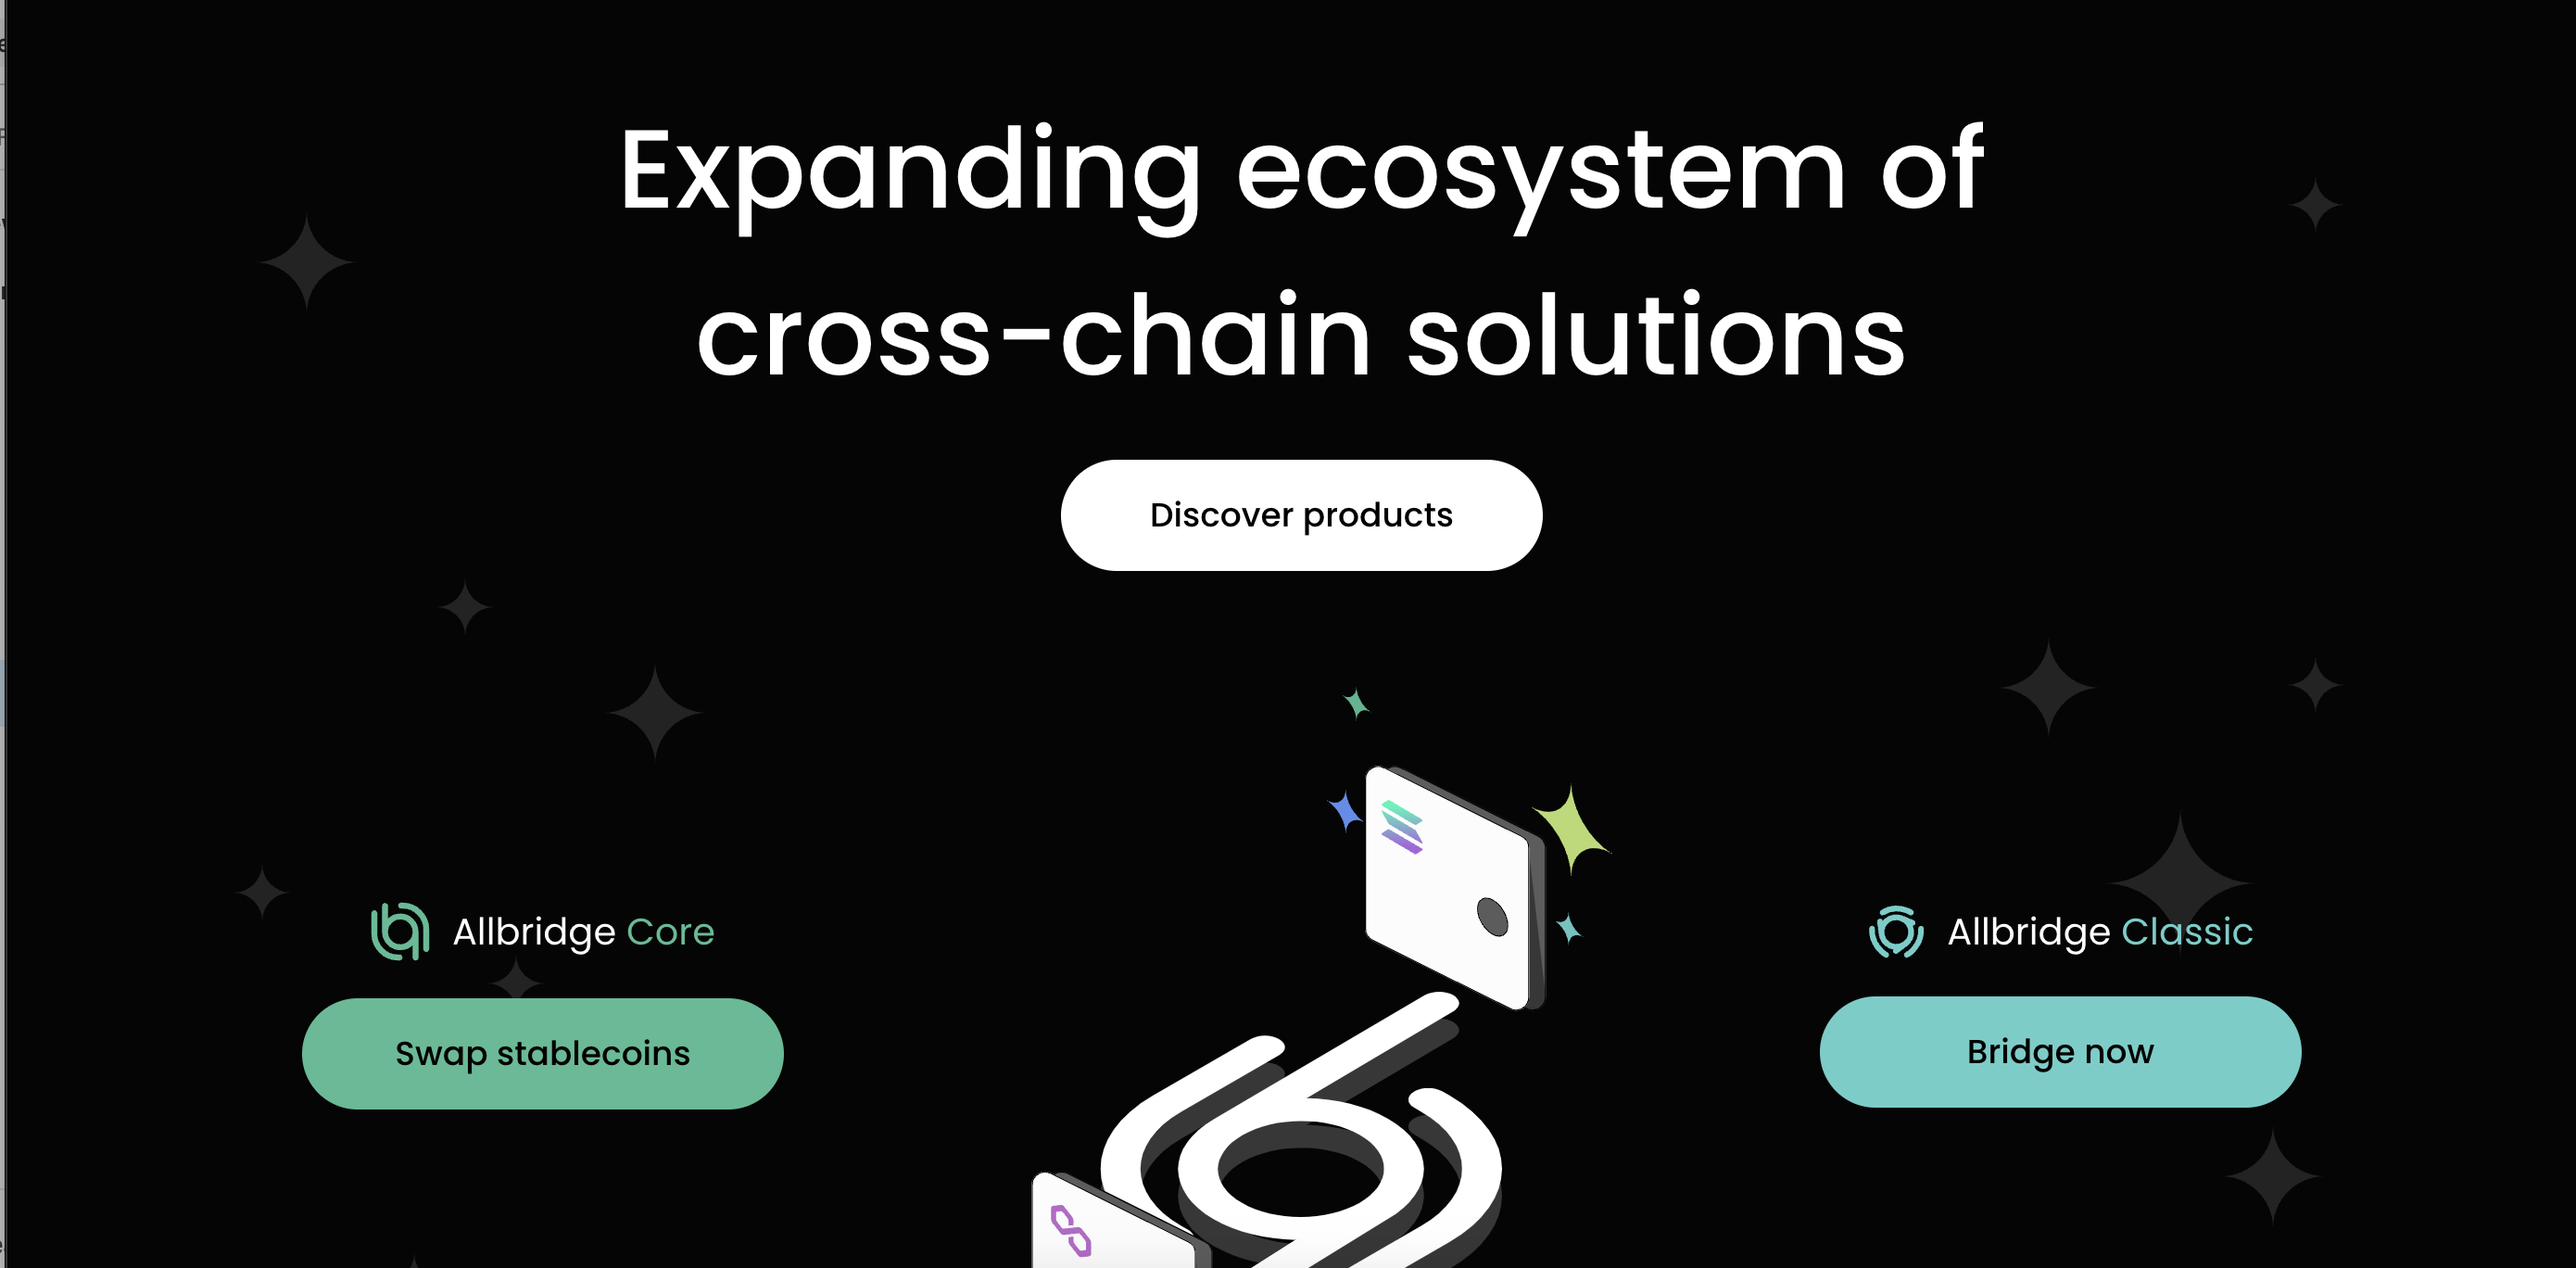 Expanding ecosystem of
cross-chain solutions
Discover products
Allbridge Core
Swap stablecoins
Allbridge Classic
Bridge now